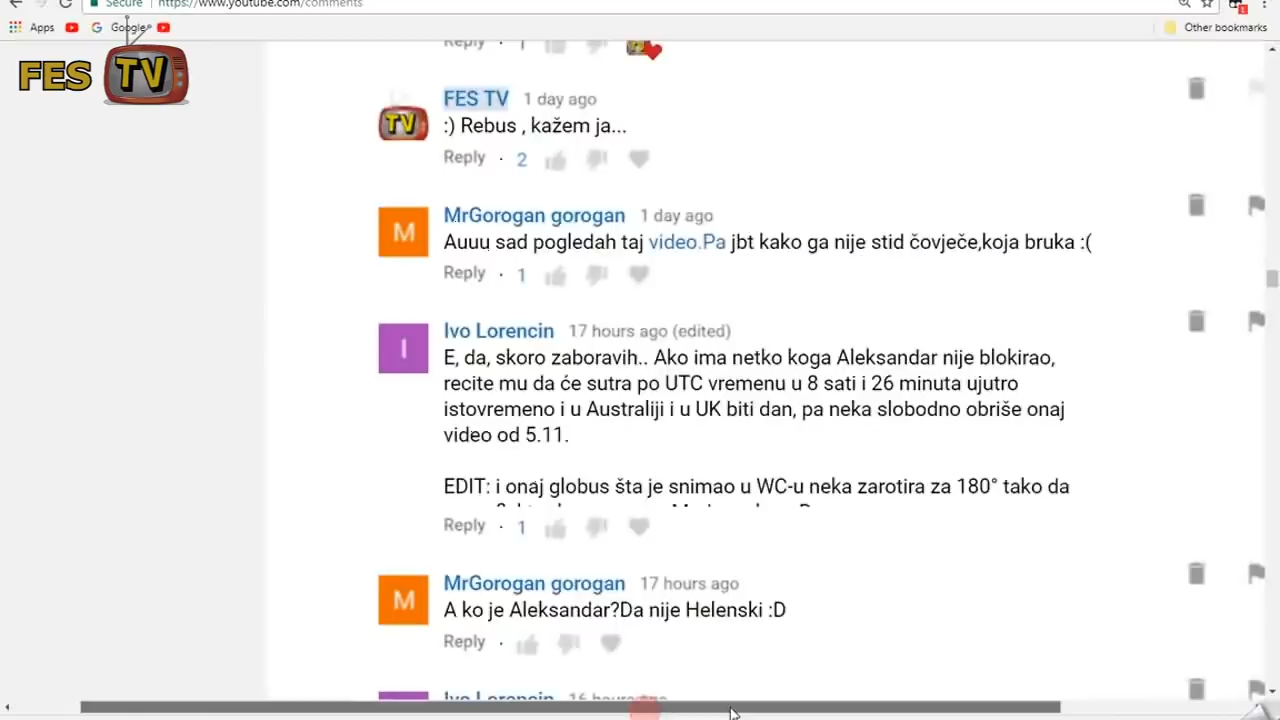 Secure https://www.youtube.com/comments
Apps Google Other bookmarks
FES TV
Reply · 1
FES TV 1 day ago
:) Rebus , kažem ja...
Reply · 2
M
MrGorogan gorogan 1 day ago
Auuu sad pogledah taj video.Pa jbt kako ga nije stid čovječe,koja bruka :(
Reply · 1
I
Ivo Lorencin 17 hours ago (edited)
E, da, skoro zaboravih.. Ako ima netko koga Aleksandar nije blokirao,
recite mu da će sutra po UTC vremenu u 8 sati i 26 minuta ujutro
istovremeno i u Australiji i u UK biti dan, pa neka slobodno obriše onaj
video od 5.11.
EDIT: i onaj globus šta je snimao u WC-u neka zarotira za 180° tako da
Reply · 1
M
MrGorogan gorogan 17 hours ago
A ko je Aleksandar?Da nije Helenski :D
Reply ·
Ivo Lorencin 16 hours ago